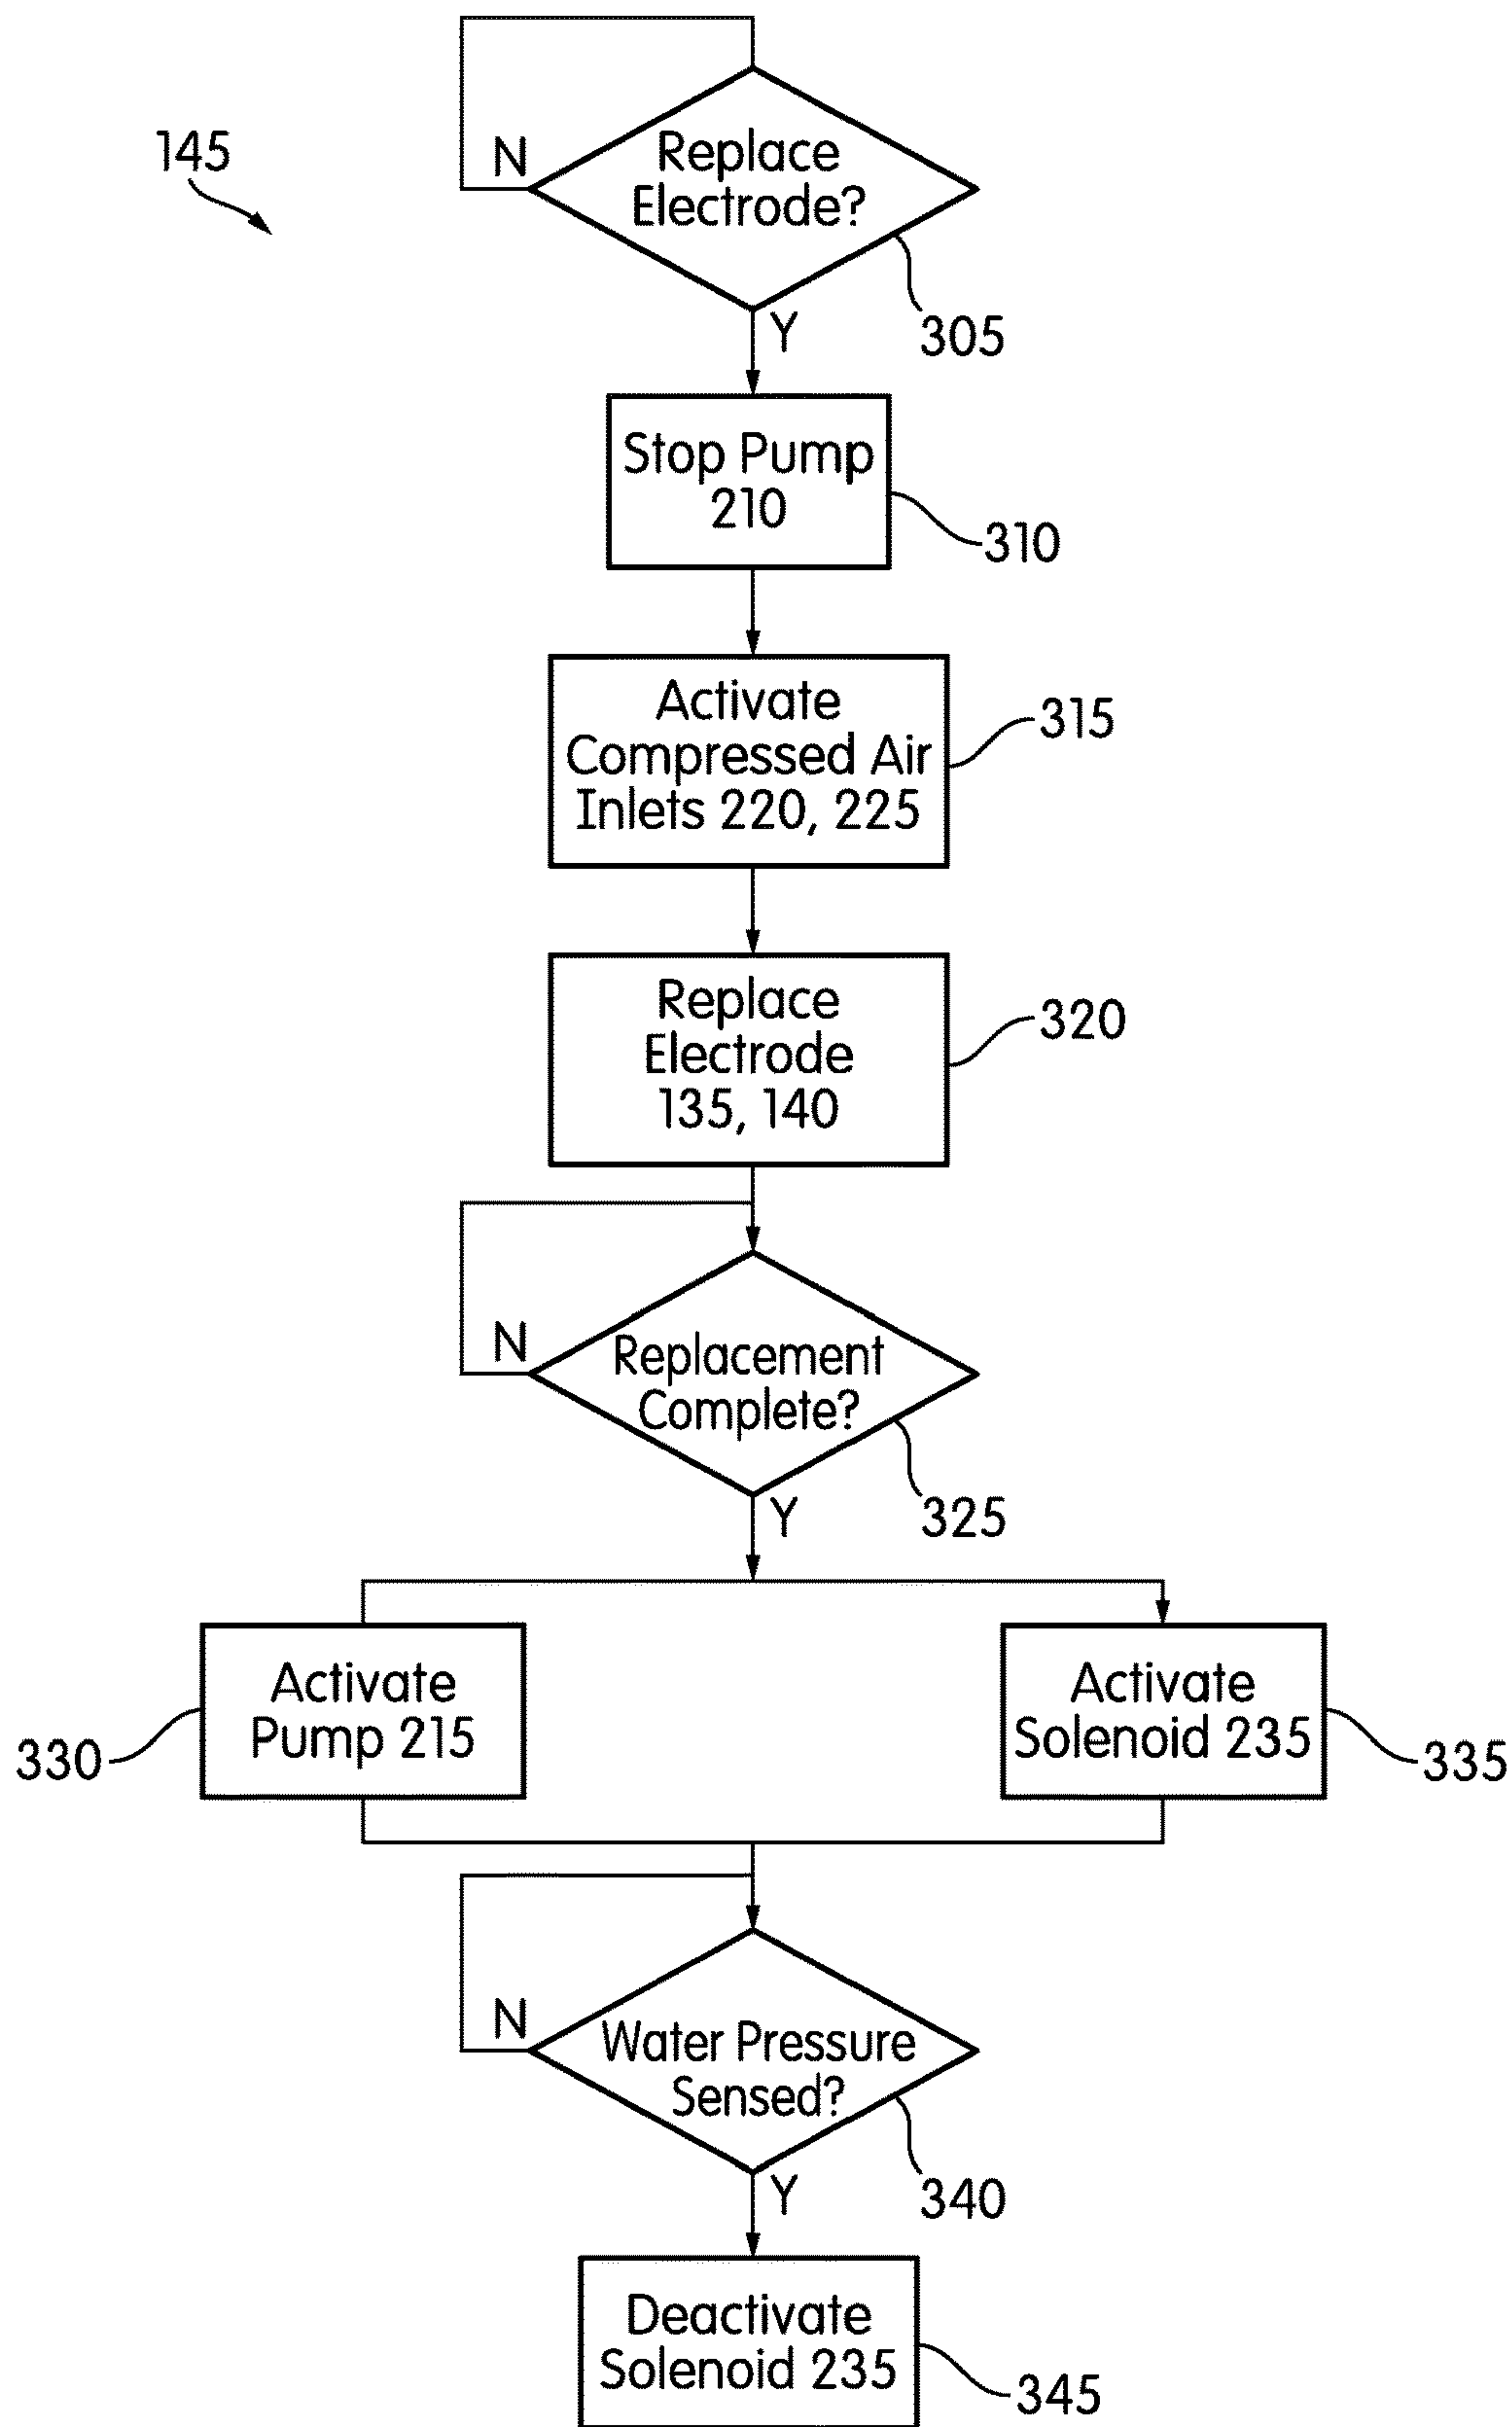 145
N
Replace
Electrode?
305
Y
Stop Pump
210
310
Activate
Compressed Air
Inlets 220, 225
315
Replace
Electrode
135, 140
320
N
Replacement
Complete?
325
Y
Activate
Pump 215
330
Activate
Solenoid 235
335
N
Water Pressure
Sensed?
340
Y
Deactivate
Solenoid 235
345